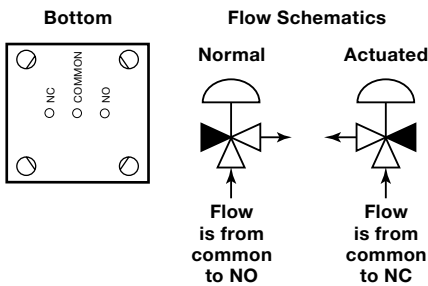 Bottom
NC
COMMON
NO
Flow Schematics
Normal
Actuated
Flow
is from
common
to NO
Flow
is from
common
to NC